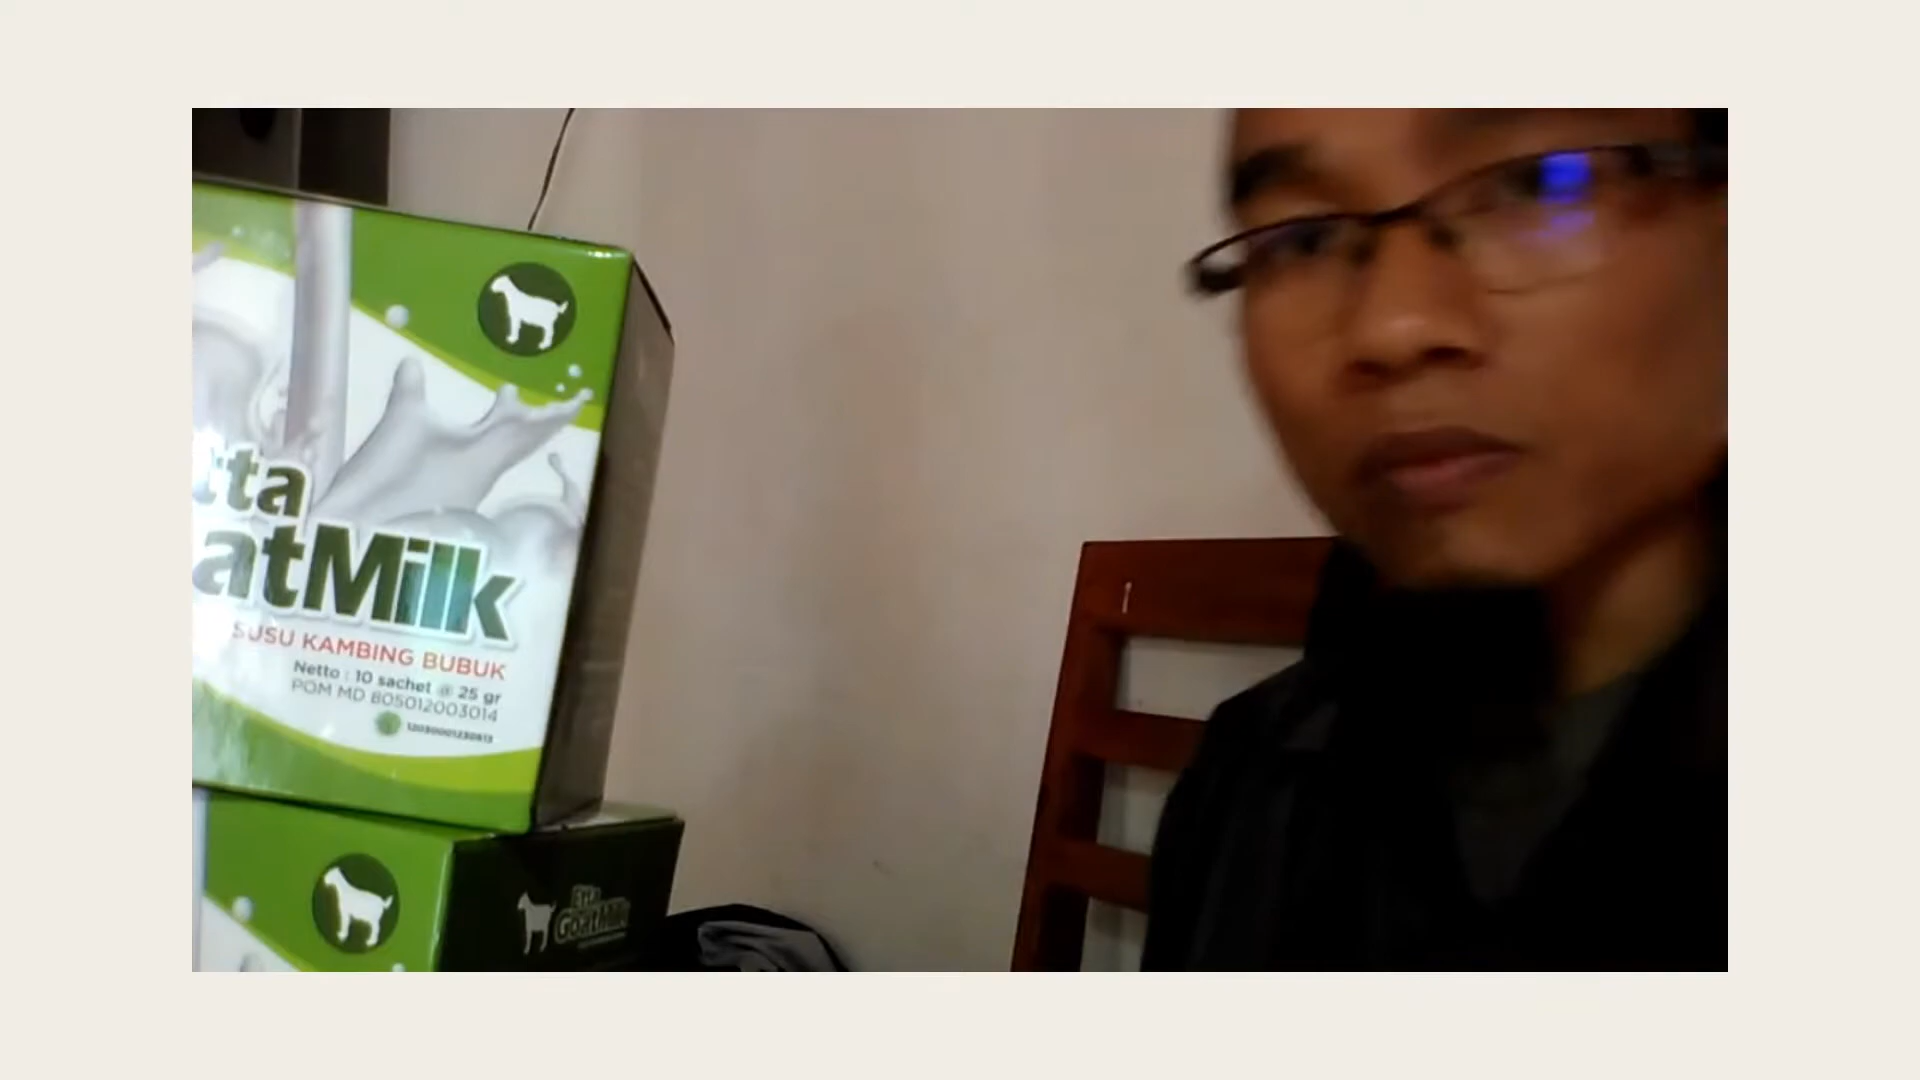 tta
atMilk
SUSU KAMBING BUBUK
Netto : 10 sachet @ 25 gr
POM MD 805012003014
Etta
GoatMilk